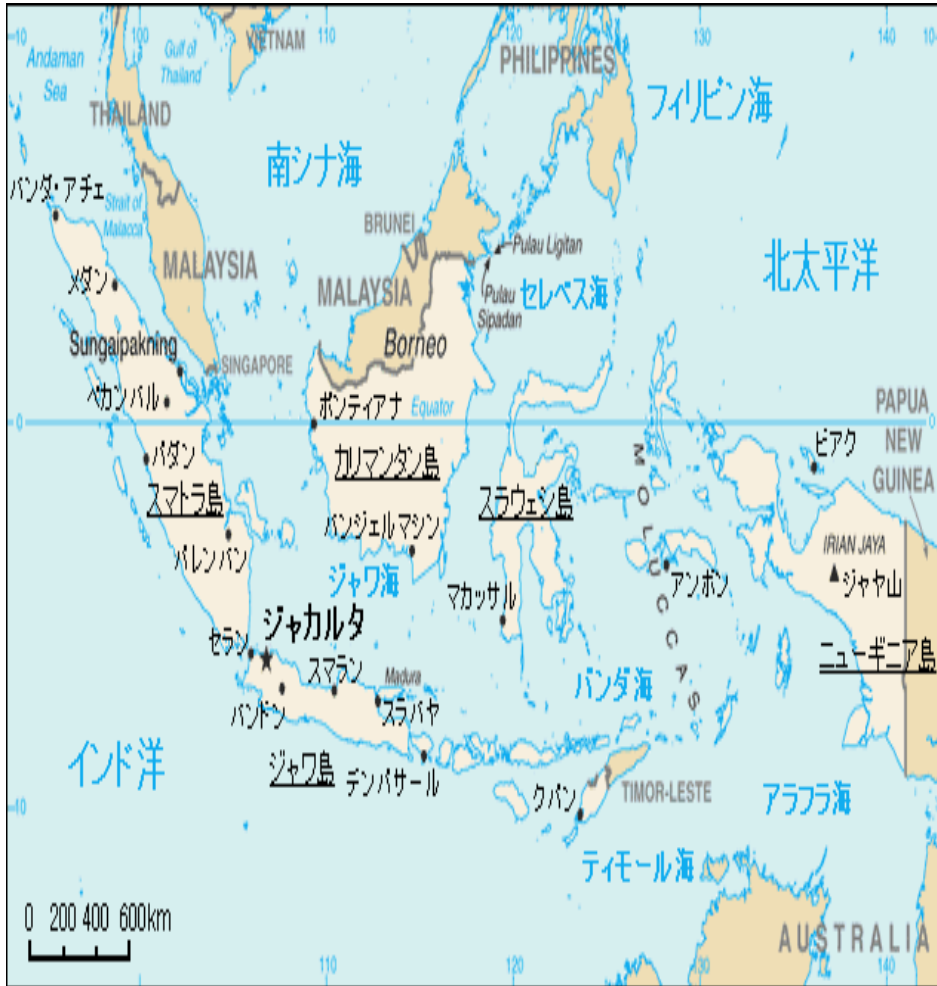 100
110
130
140
10
Andaman
Sea
Gulf of
Thailand
VIETNAM
PHILIPPINES
フィリピン海
THAILAND
南シナ海
バンダ・アチェ
Strait of
Malacca
BRUNEI
Pulau Ligitan
北太平洋
メダン
MALAYSIA
MALAYSIA
セレベス海
Pulau
Sipadan
Sungaipakning
SINGAPORE
Borneo
ペカンバル
ポンティアナ
Equator
0
0
PAPUA
NEW
GUINEA
パダン
カリマンタン島
ビアク
スマトラ島
スラウェシ島
MOLUCCAS
パレンバン
バンジェルマシン
IRIAN JAYA
ジャワ海
アンボン
ジャヤ山
マカッサル
セラン
ジャカルタ
ニューギニア島
スマラン
Madura
バンダ海
バンドン
スラバヤ
インド洋
ジャワ島
デンパサール
クパン
TIMOR-LESTE
アラフラ海
10
ティモール海
0 200 400 600km
AUSTRALIA
110
120
130
140